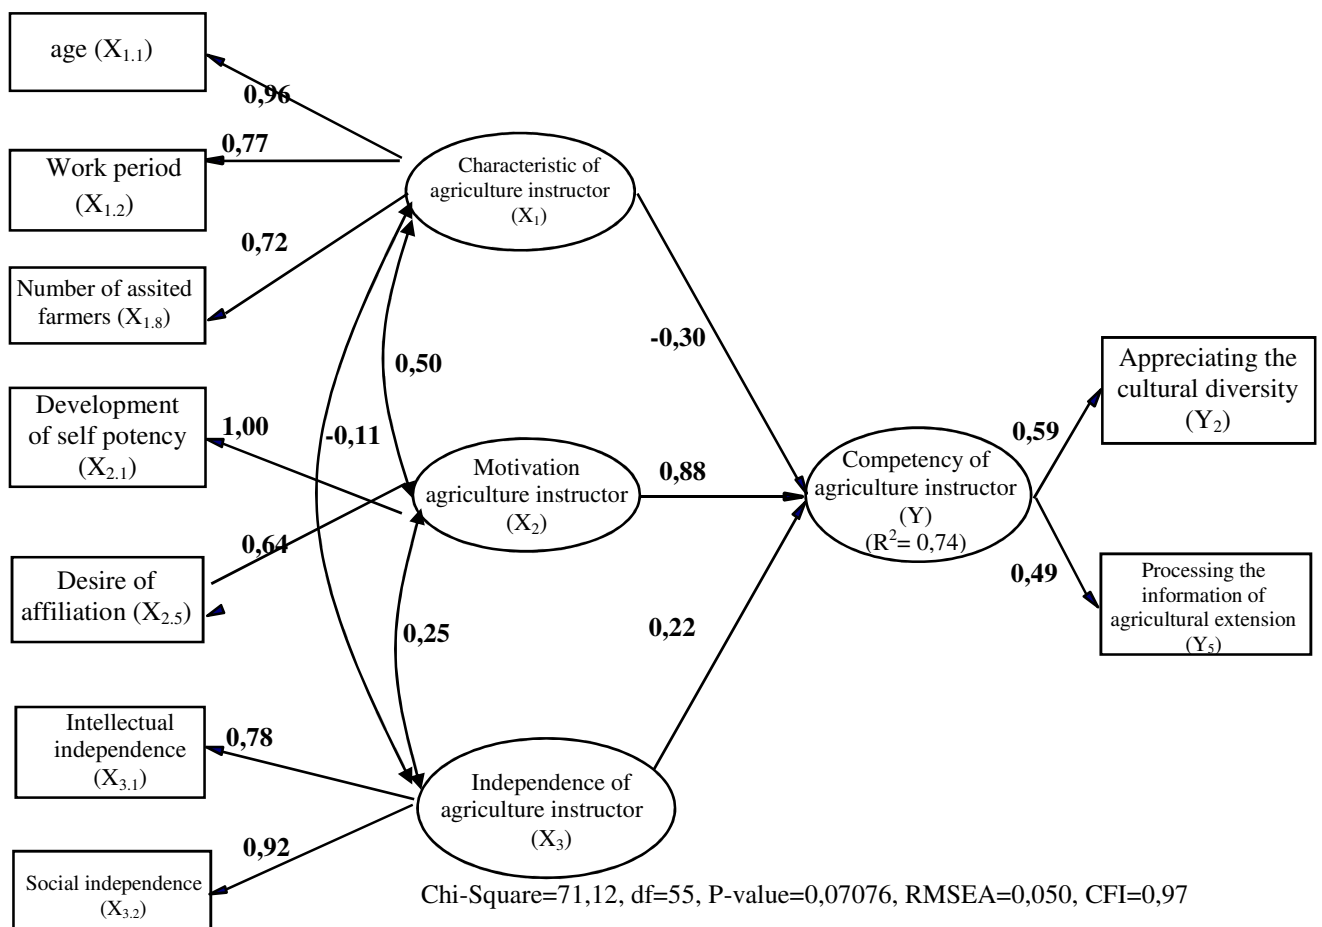 age (X1.1)
0,96
0,77
Work period
(X1.2)
0,72
Number of assited
farmers (X1.8)
Characteristic of
agriculture instructor
(X1)
-0,30
0,50
-0,11
Development
of self potency
(X2.1)
1,00
0,64
Desire of
affiliation (X2.5)
Motivation
agriculture instructor
(X2)
0,88
0,25
0,22
Intellectual
independence
(X3.1)
0,78
0,92
Social independence
(X3.2)
Independence of
agriculture instructor
(X3)
Competency of
agriculture instructor
(Y)
(R2= 0,74)
0,59
0,49
Appreciating the
cultural diversity
(Y2)
Processing the
information of
agricultural extension
(Y5)
Chi-Square=71,12, df=55, P-value=0,07076, RMSEA=0,050, CFI=0,97